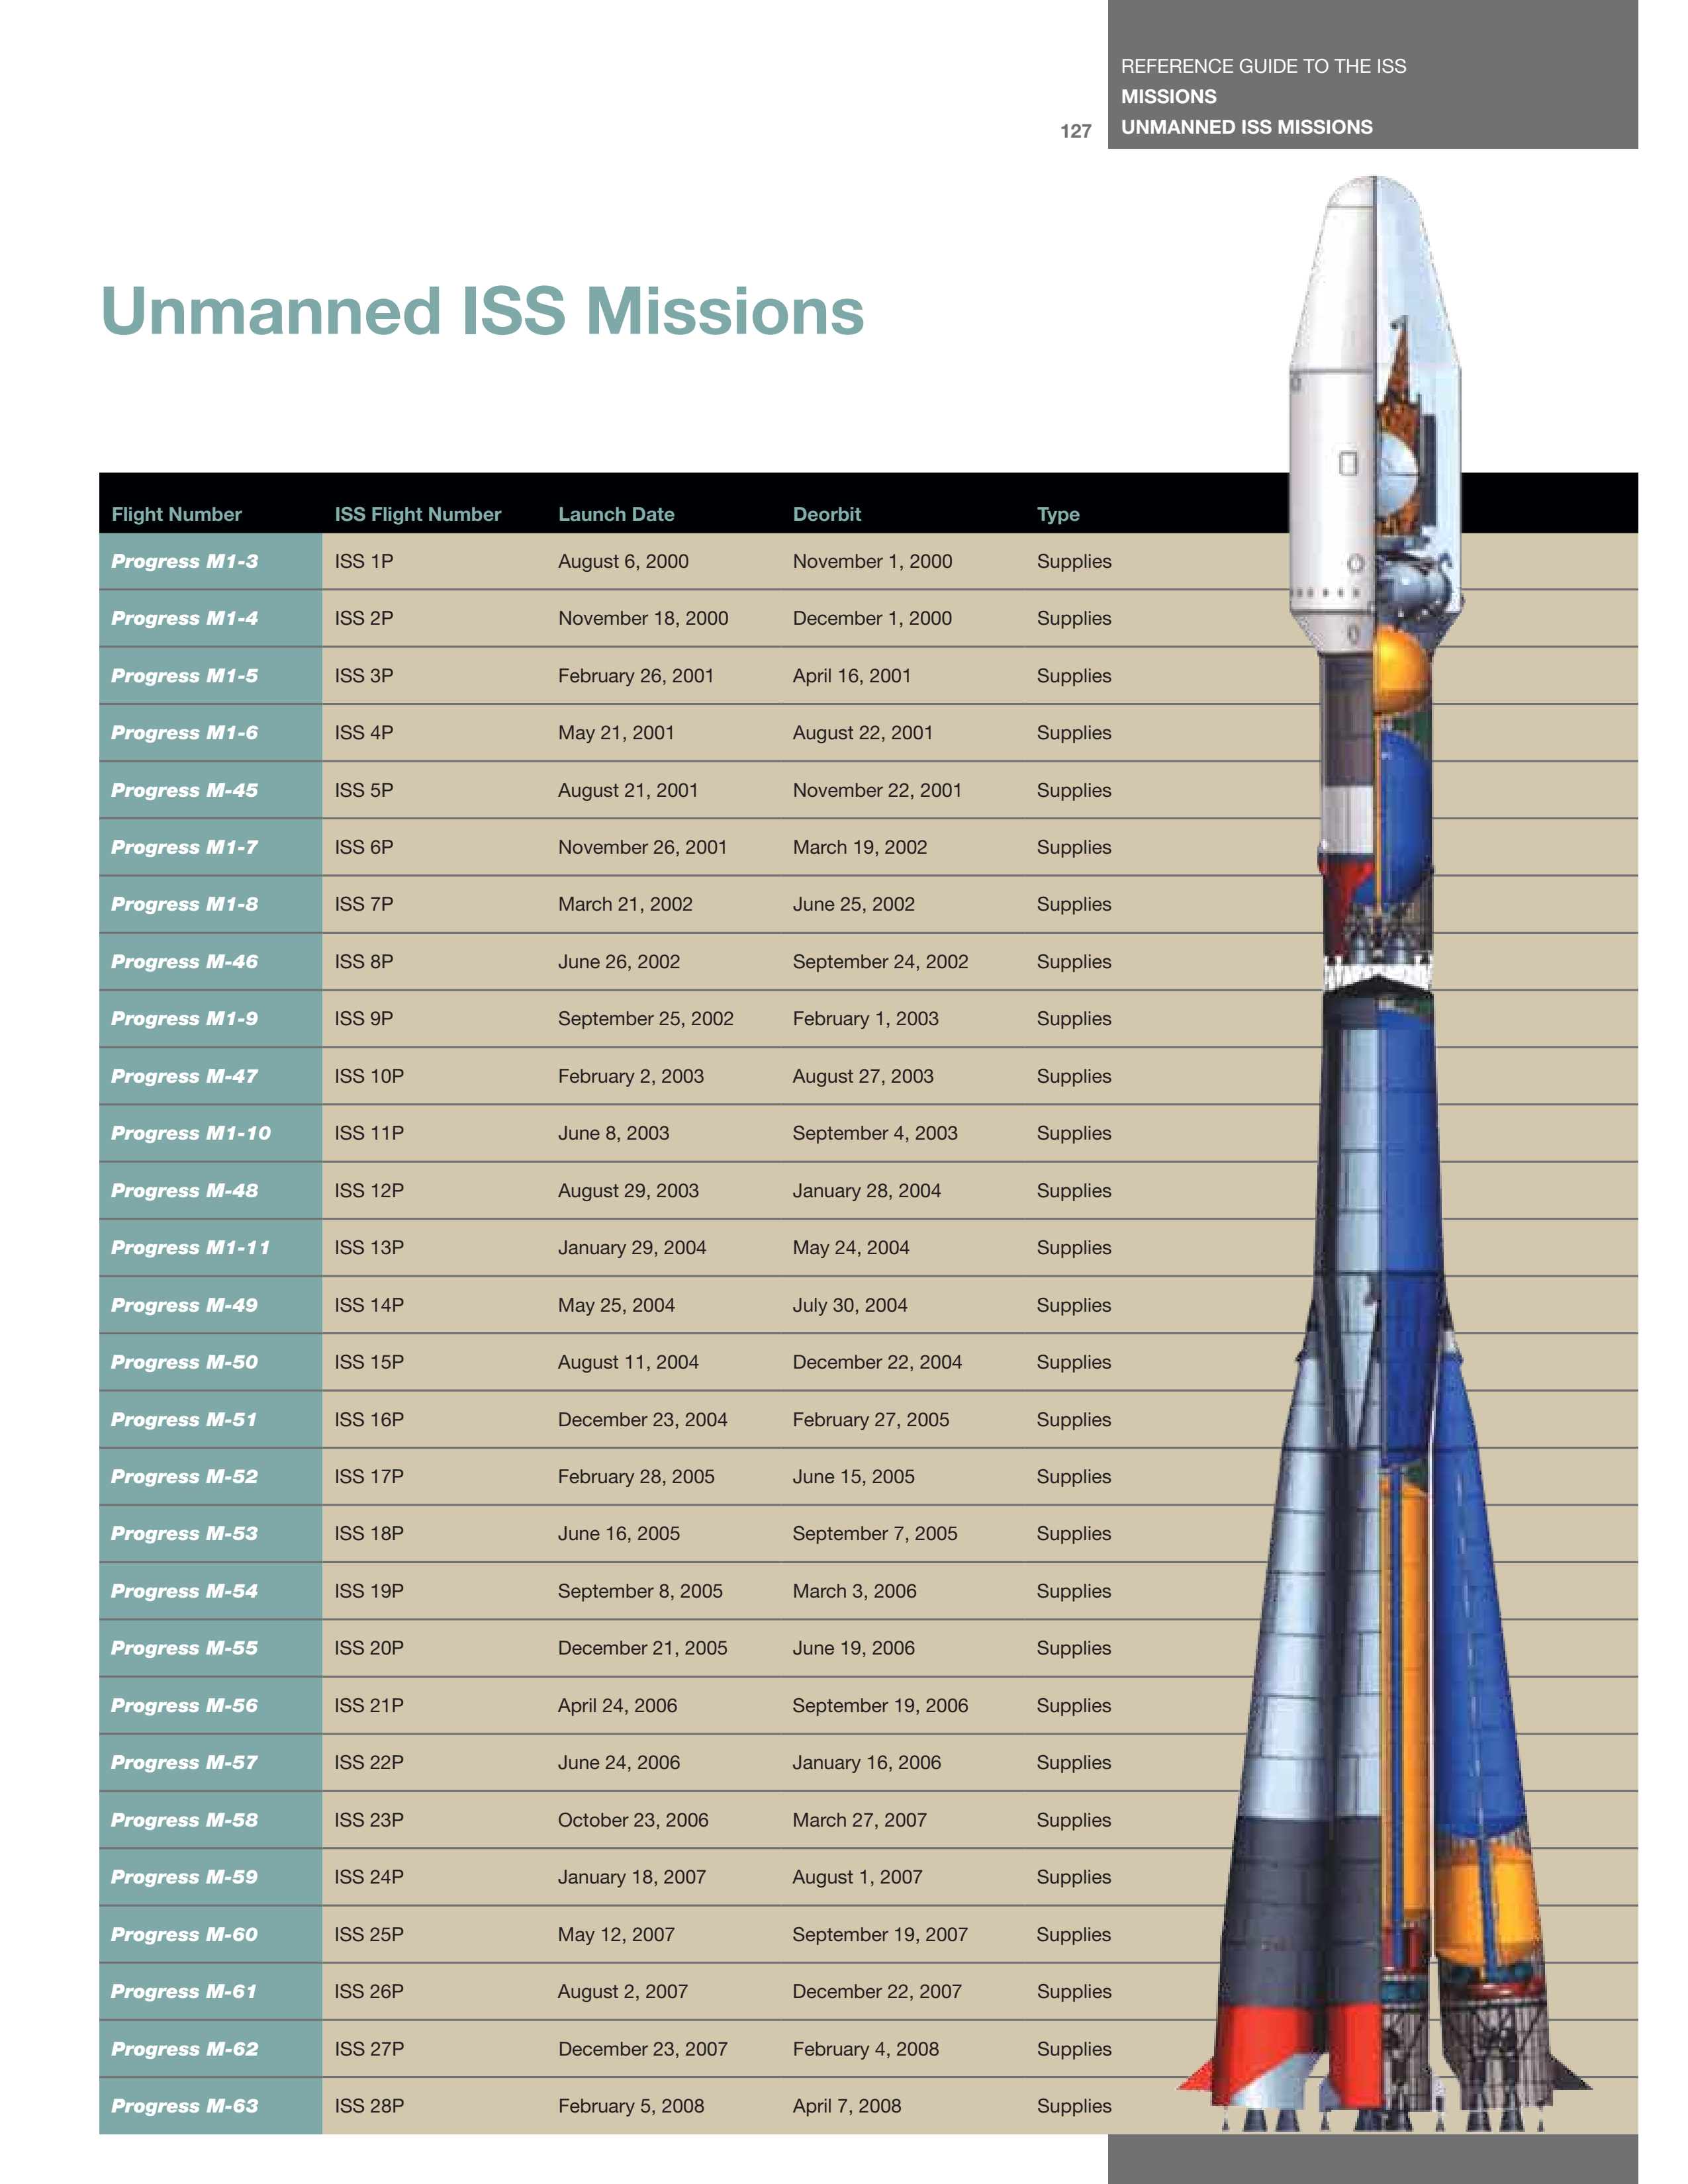 REFERENCE GUIDE TO THE ISS
MISSIONS
127 UNMANNED ISS MISSIONS
Unmanned ISS Missions
Flight Number ISS Flight Number Launch Date Deorbit Type
Progress M1-3 ISS 1P August 6, 2000 November 1, 2000 Supplies
Progress M1-4 ISS 2P November 18, 2000 December 1, 2000 Supplies
Progress M1-5 ISS 3P February 26, 2001 April 16, 2001 Supplies
Progress M1-6 ISS 4P May 21, 2001 August 22, 2001 Supplies
Progress M-45 ISS 5P August 21, 2001 November 22, 2001 Supplies
Progress M1-7 ISS 6P November 26, 2001 March 19, 2002 Supplies
Progress M1-8 ISS 7P March 21, 2002 June 25, 2002 Supplies
Progress M-46 ISS 8P June 26, 2002 September 24, 2002 Supplies
Progress M1-9 ISS 9P September 25, 2002 February 1, 2003 Supplies
Progress M-47 ISS 10P February 2, 2003 August 27, 2003 Supplies
Progress M1-10 ISS 11P June 8, 2003 September 4, 2003 Supplies
Progress M-48 ISS 12P August 29, 2003 January 28, 2004 Supplies
Progress M1-11 ISS 13P January 29, 2004 May 24, 2004 Supplies
Progress M-49 ISS 14P May 25, 2004 July 30, 2004 Supplies
Progress M-50 ISS 15P August 11, 2004 December 22, 2004 Supplies
Progress M-51 ISS 16P December 23, 2004 February 27, 2005 Supplies
Progress M-52 ISS 17P February 28, 2005 June 15, 2005 Supplies
Progress M-53 ISS 18P June 16, 2005 September 7, 2005 Supplies
Progress M-54 ISS 19P September 8, 2005 March 3, 2006 Supplies
Progress M-55 ISS 20P December 21, 2005 June 19, 2006 Supplies
Progress M-56 ISS 21P April 24, 2006 September 19, 2006 Supplies
Progress M-57 ISS 22P June 24, 2006 January 16, 2006 Supplies
Progress M-58 ISS 23P October 23, 2006 March 27, 2007 Supplies
Progress M-59 ISS 24P January 18, 2007 August 1, 2007 Supplies
Progress M-60 ISS 25P May 12, 2007 September 19, 2007 Supplies
Progress M-61 ISS 26P August 2, 2007 December 22, 2007 Supplies
Progress M-62 ISS 27P December 23, 2007 February 4, 2008 Supplies
Progress M-63 ISS 28P February 5, 2008 April 7, 2008 Supplies